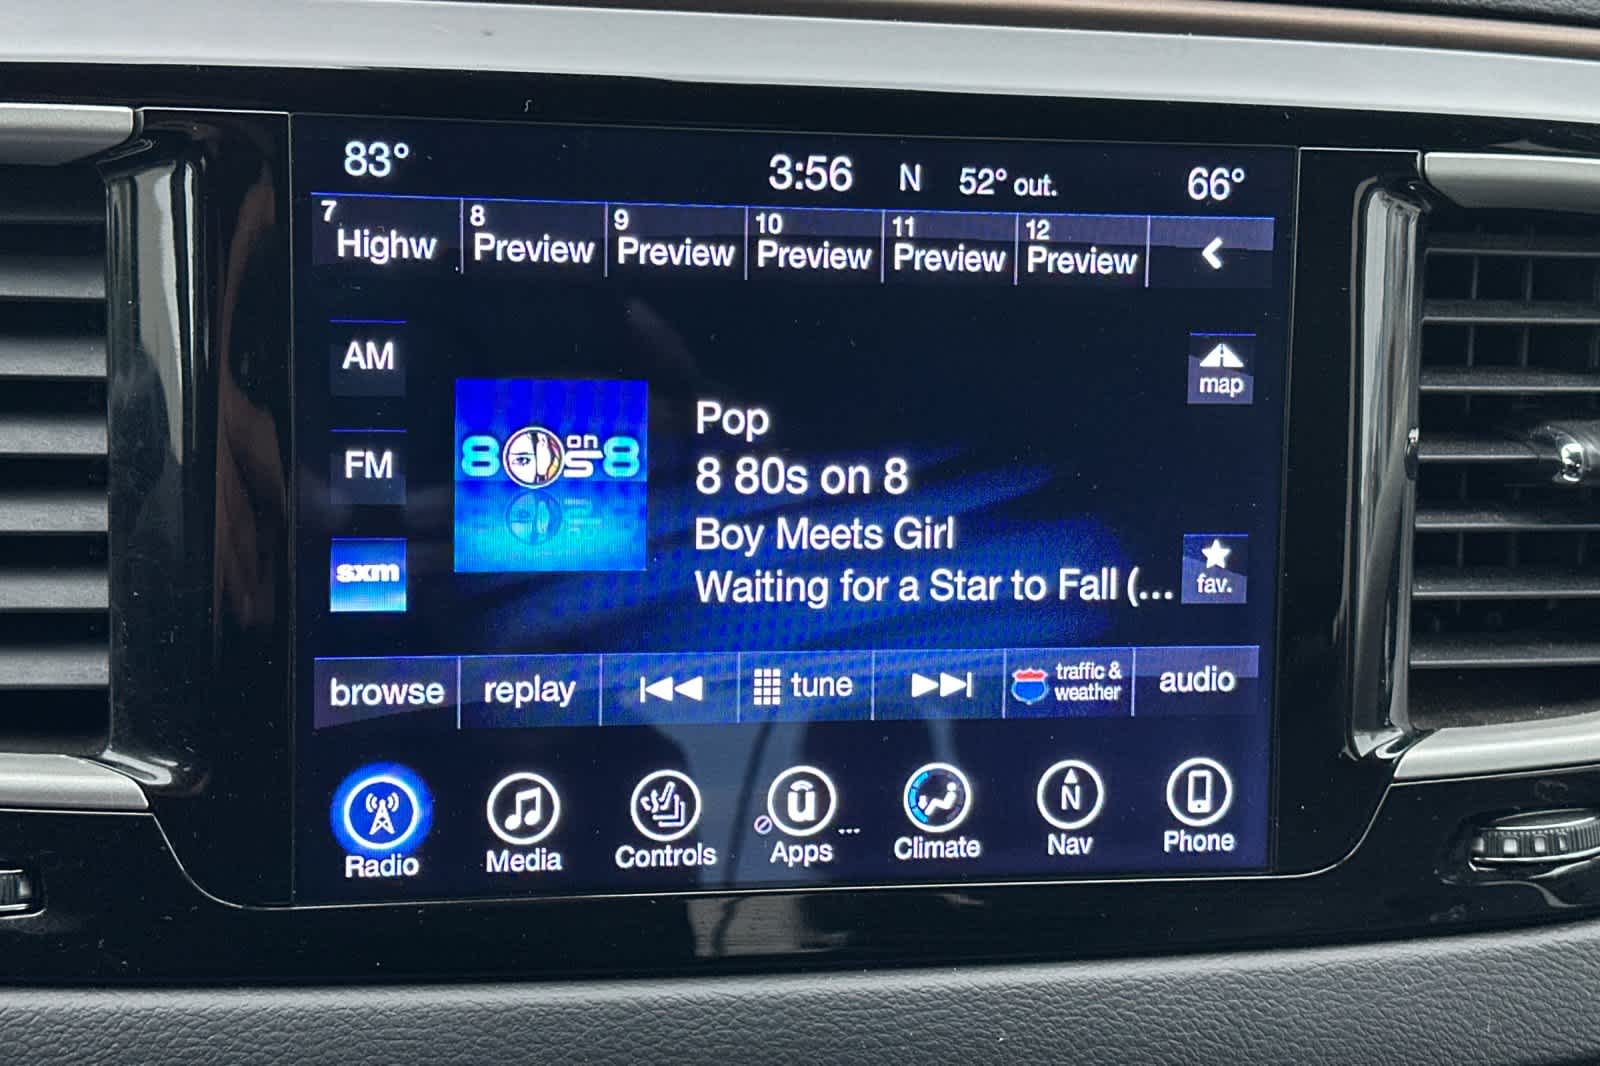 83° 3:56 N 52° out. 66°
7 8 9 10 11 12
Highw Preview Preview Preview Preview Preview
AM
map
FM
80s on 8
Pop
8 80s on 8
Boy Meets Girl
Waiting for a Star to Fall (...
sxm
fav.
browse replay tune traffic & weather audio
Radio Media Controls Apps ... Climate N Nav Phone